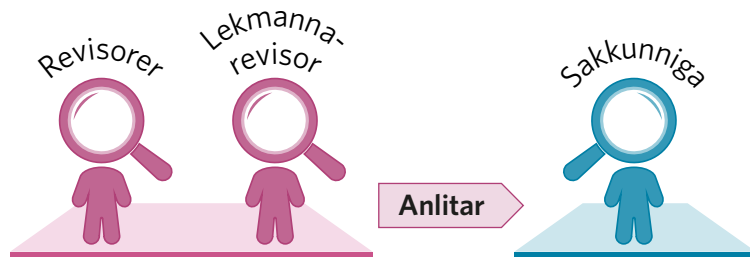 Revisorer
Lekmanna-
revisor
Anlitar
Sakkunniga